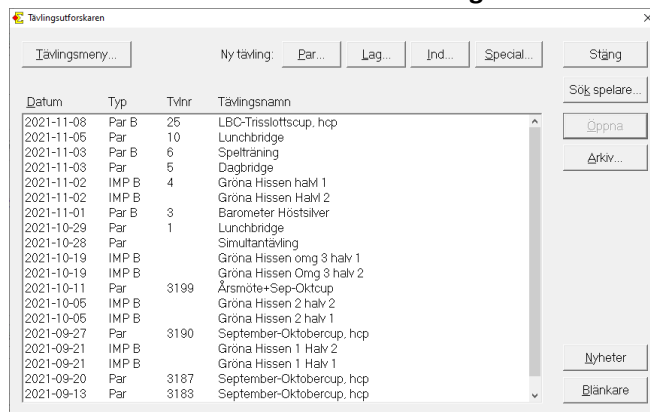 Tävlingsutforskaren
Tävlingsmeny... Ny tävling: Par... Lag... Ind... Special... Stäng
Sök spelare...
Öppna
Arkiv...
Datum Typ Tvlnr Tävlingsnamn
2021-11-08 Par B 25 LBC-Trisslottscup, hcp
2021-11-05 Par 10 Lunchbridge
2021-11-03 Par B 6 Spelträning
2021-11-03 Par 5 Dagbridge
2021-11-02 IMP B 4 Gröna Hissen halvl 1
2021-11-02 IMP B Gröna Hissen Halvl 2
2021-11-01 Par B 3 Barometer Höstsilver
2021-10-29 Par 1 Lunchbridge
2021-10-28 Par Simultantävling
2021-10-19 IMP B Gröna Hissen omg 3 halv 1
2021-10-19 IMP B Gröna Hissen Omg 3 halv 2
2021-10-11 Par 3199 Årsmöte+Sep-Oktcup
2021-10-05 IMP B Gröna Hissen 2 halv 2
2021-10-05 IMP B Gröna Hissen 2 halv 1
2021-09-27 Par 3190 September-Oktobercup, hcp
2021-09-21 IMP B Gröna Hissen 1 Halv 2
2021-09-21 IMP B Gröna Hissen 1 Halv 1
2021-09-20 Par 3187 September-Oktobercup, hcp
2021-09-13 Par 3183 September-Oktobercup, hcp
Nyheter
Blänkare